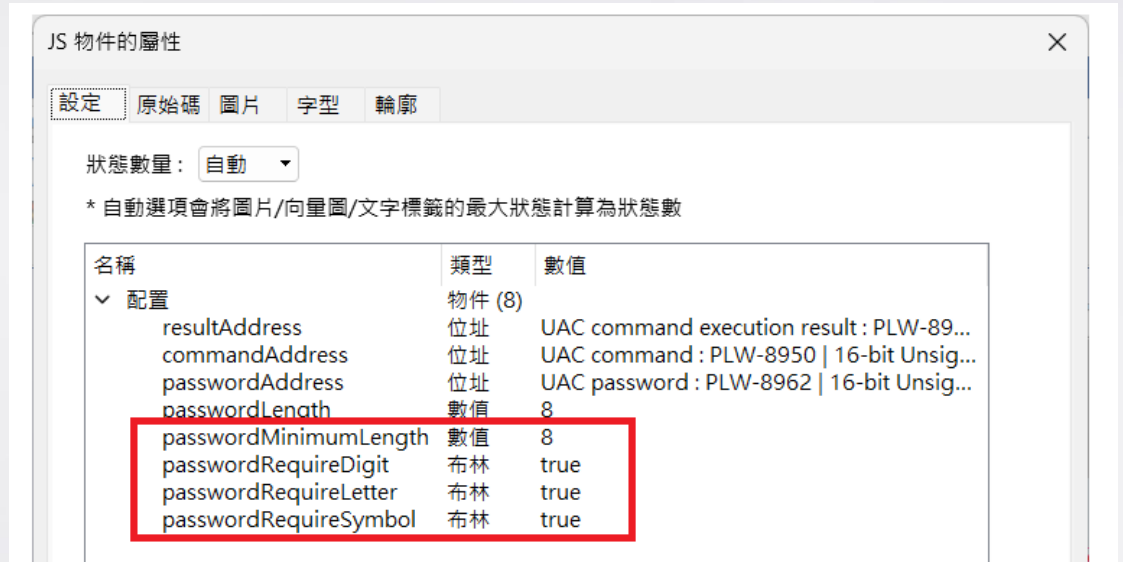 JS 物件的屬性
設定 原始碼 圖片 字型 輪廓
狀態數量: 自動
* 自動選項會將圖片/向量圖/文字標籤的最大狀態計算為狀態數
名稱 類型 數值
配置 物件 (8)
resultAddress 位址 UAC command execution result : PLW-89...
commandAddress 位址 UAC command : PLW-8950 | 16-bit Unsig...
passwordAddress 位址 UAC password : PLW-8962 | 16-bit Unsig...
passwordLength 數值 8
passwordMinimumLength 數值 8
passwordRequireDigit 布林 true
passwordRequireLetter 布林 true
passwordRequireSymbol 布林 true